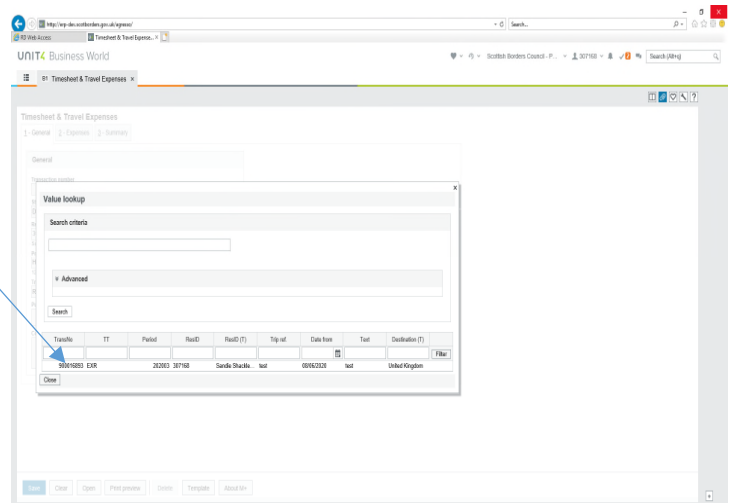 http://erp-dev.scotborders.gov.uk/agresso/
Search...
RD Web Access
Timesheet & Travel Expense...
UNIT4 Business World
Scottish Borders Council - P...
307168
Search (Alt+q)
B1 Timesheet & Travel Expenses ×
Timesheet & Travel Expenses
1 - General 2 - Expenses 3 - Summary
General
Transaction number
Value lookup
Search criteria
Advanced
Search
TransNo TT Period ResID ResID (T) Trip ref Date from Text Destination (T)
Filter
900016893 EXR 202003 307168 Sandie Shackle... test 08/06/2020 test United Kingdom
Close
Save Clear Open Print preview Delete Template About M+